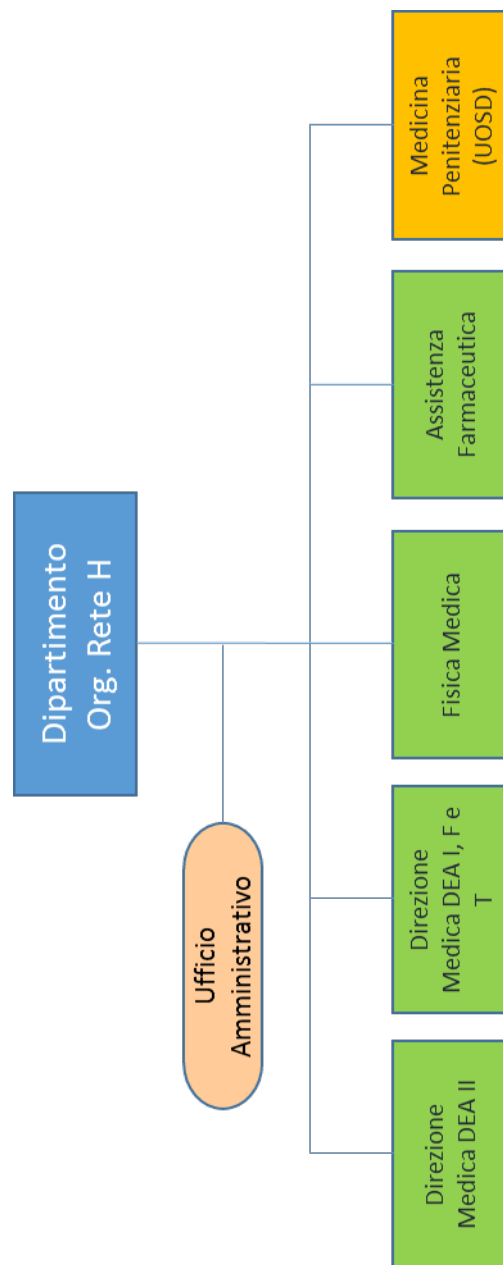 Dipartimento
Org. Rete H
Ufficio
Amministrativo
Direzione
Medica DEA II
Direzione
Medica DEA I, F e
T
Fisica Medica
Assistenza
Farmaceutica
Medicina
Penitenziaria
(UOSD)